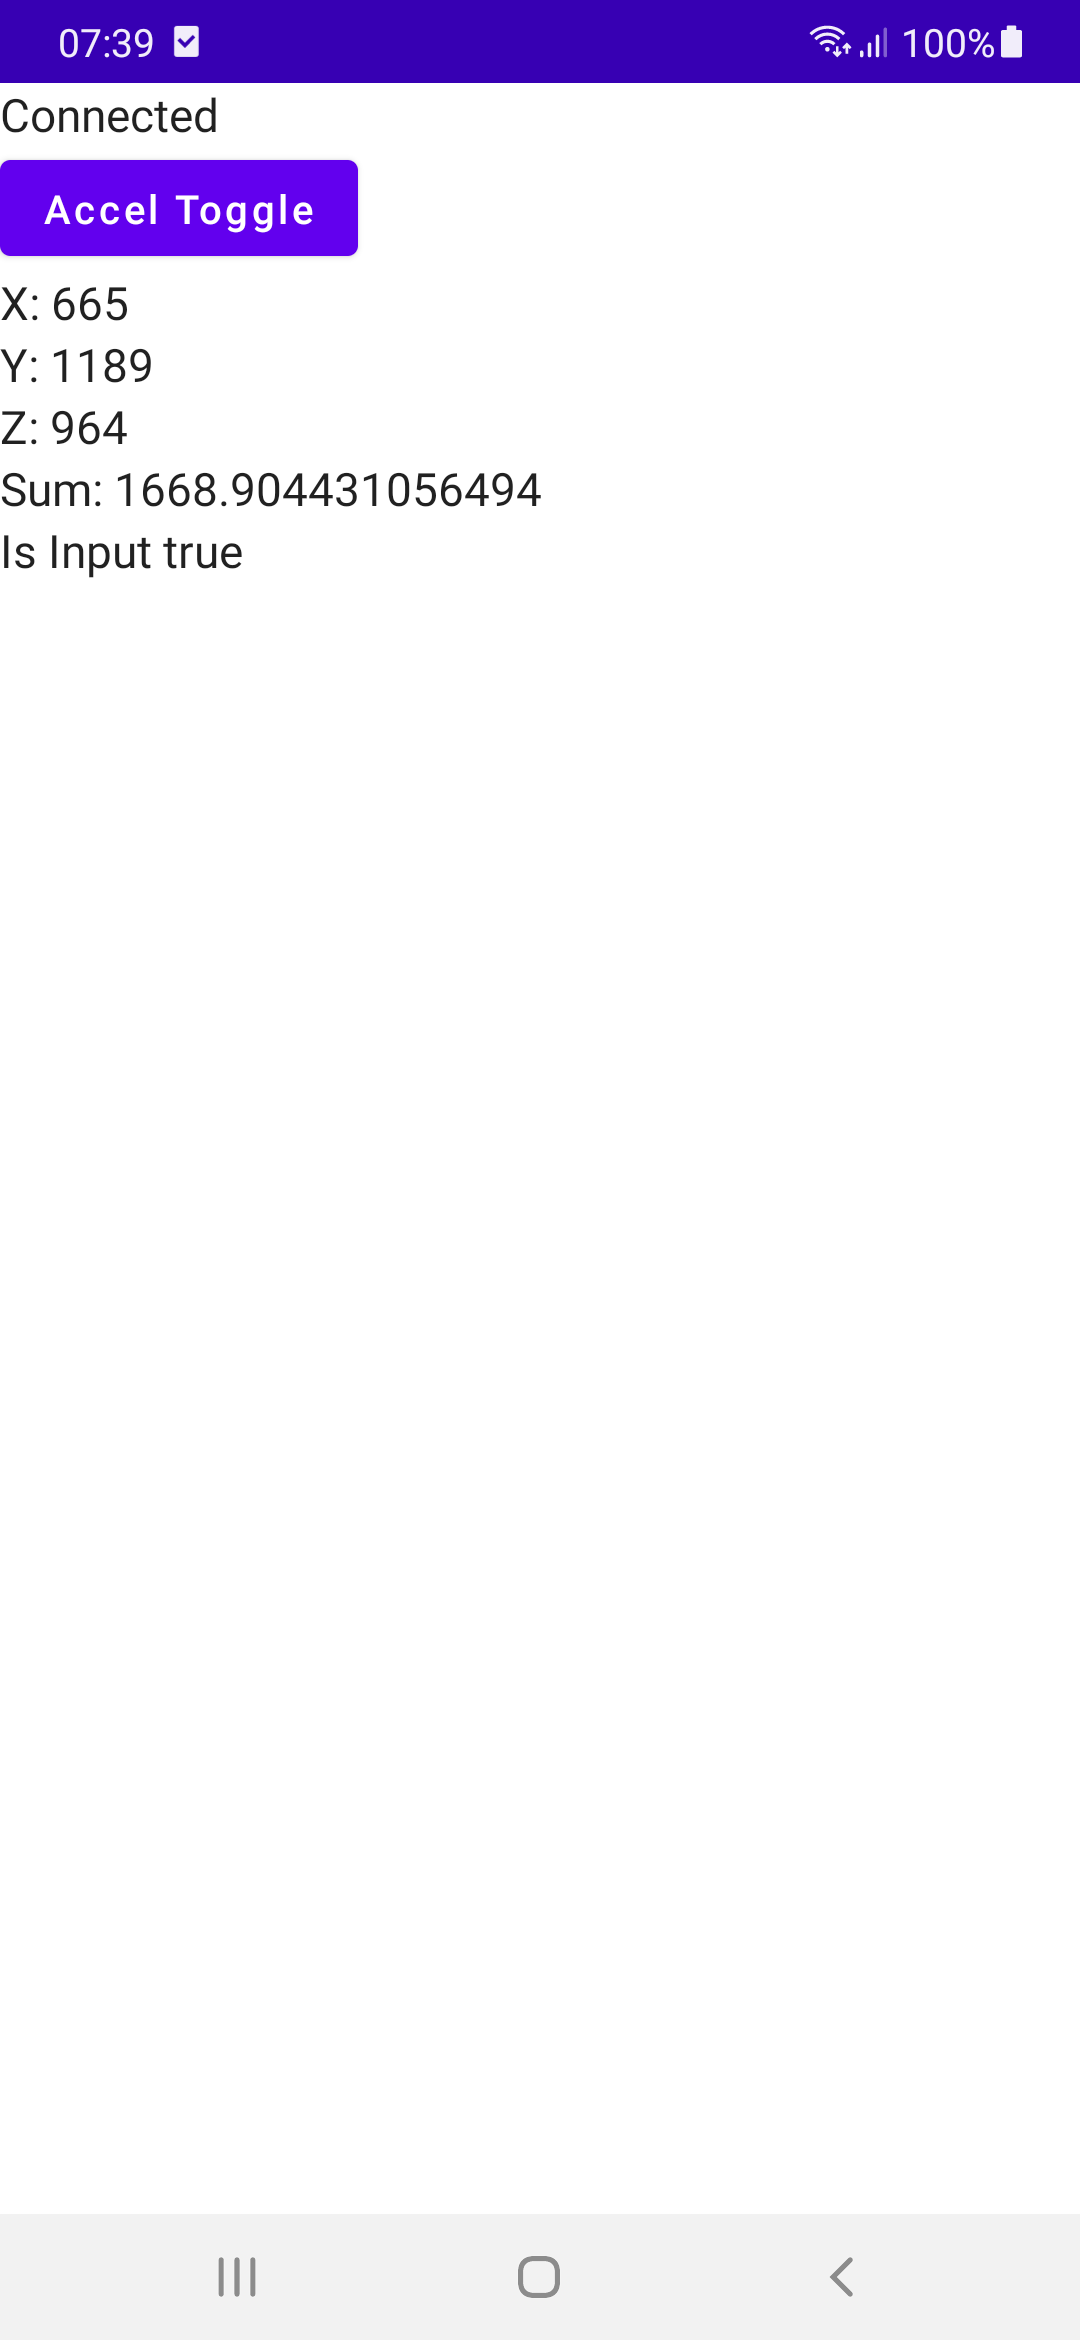 07:39 100%
Connected
Accel Toggle
X: 665
Y: 1189
Z: 964
Sum: 1668.904431056494
Is Input true